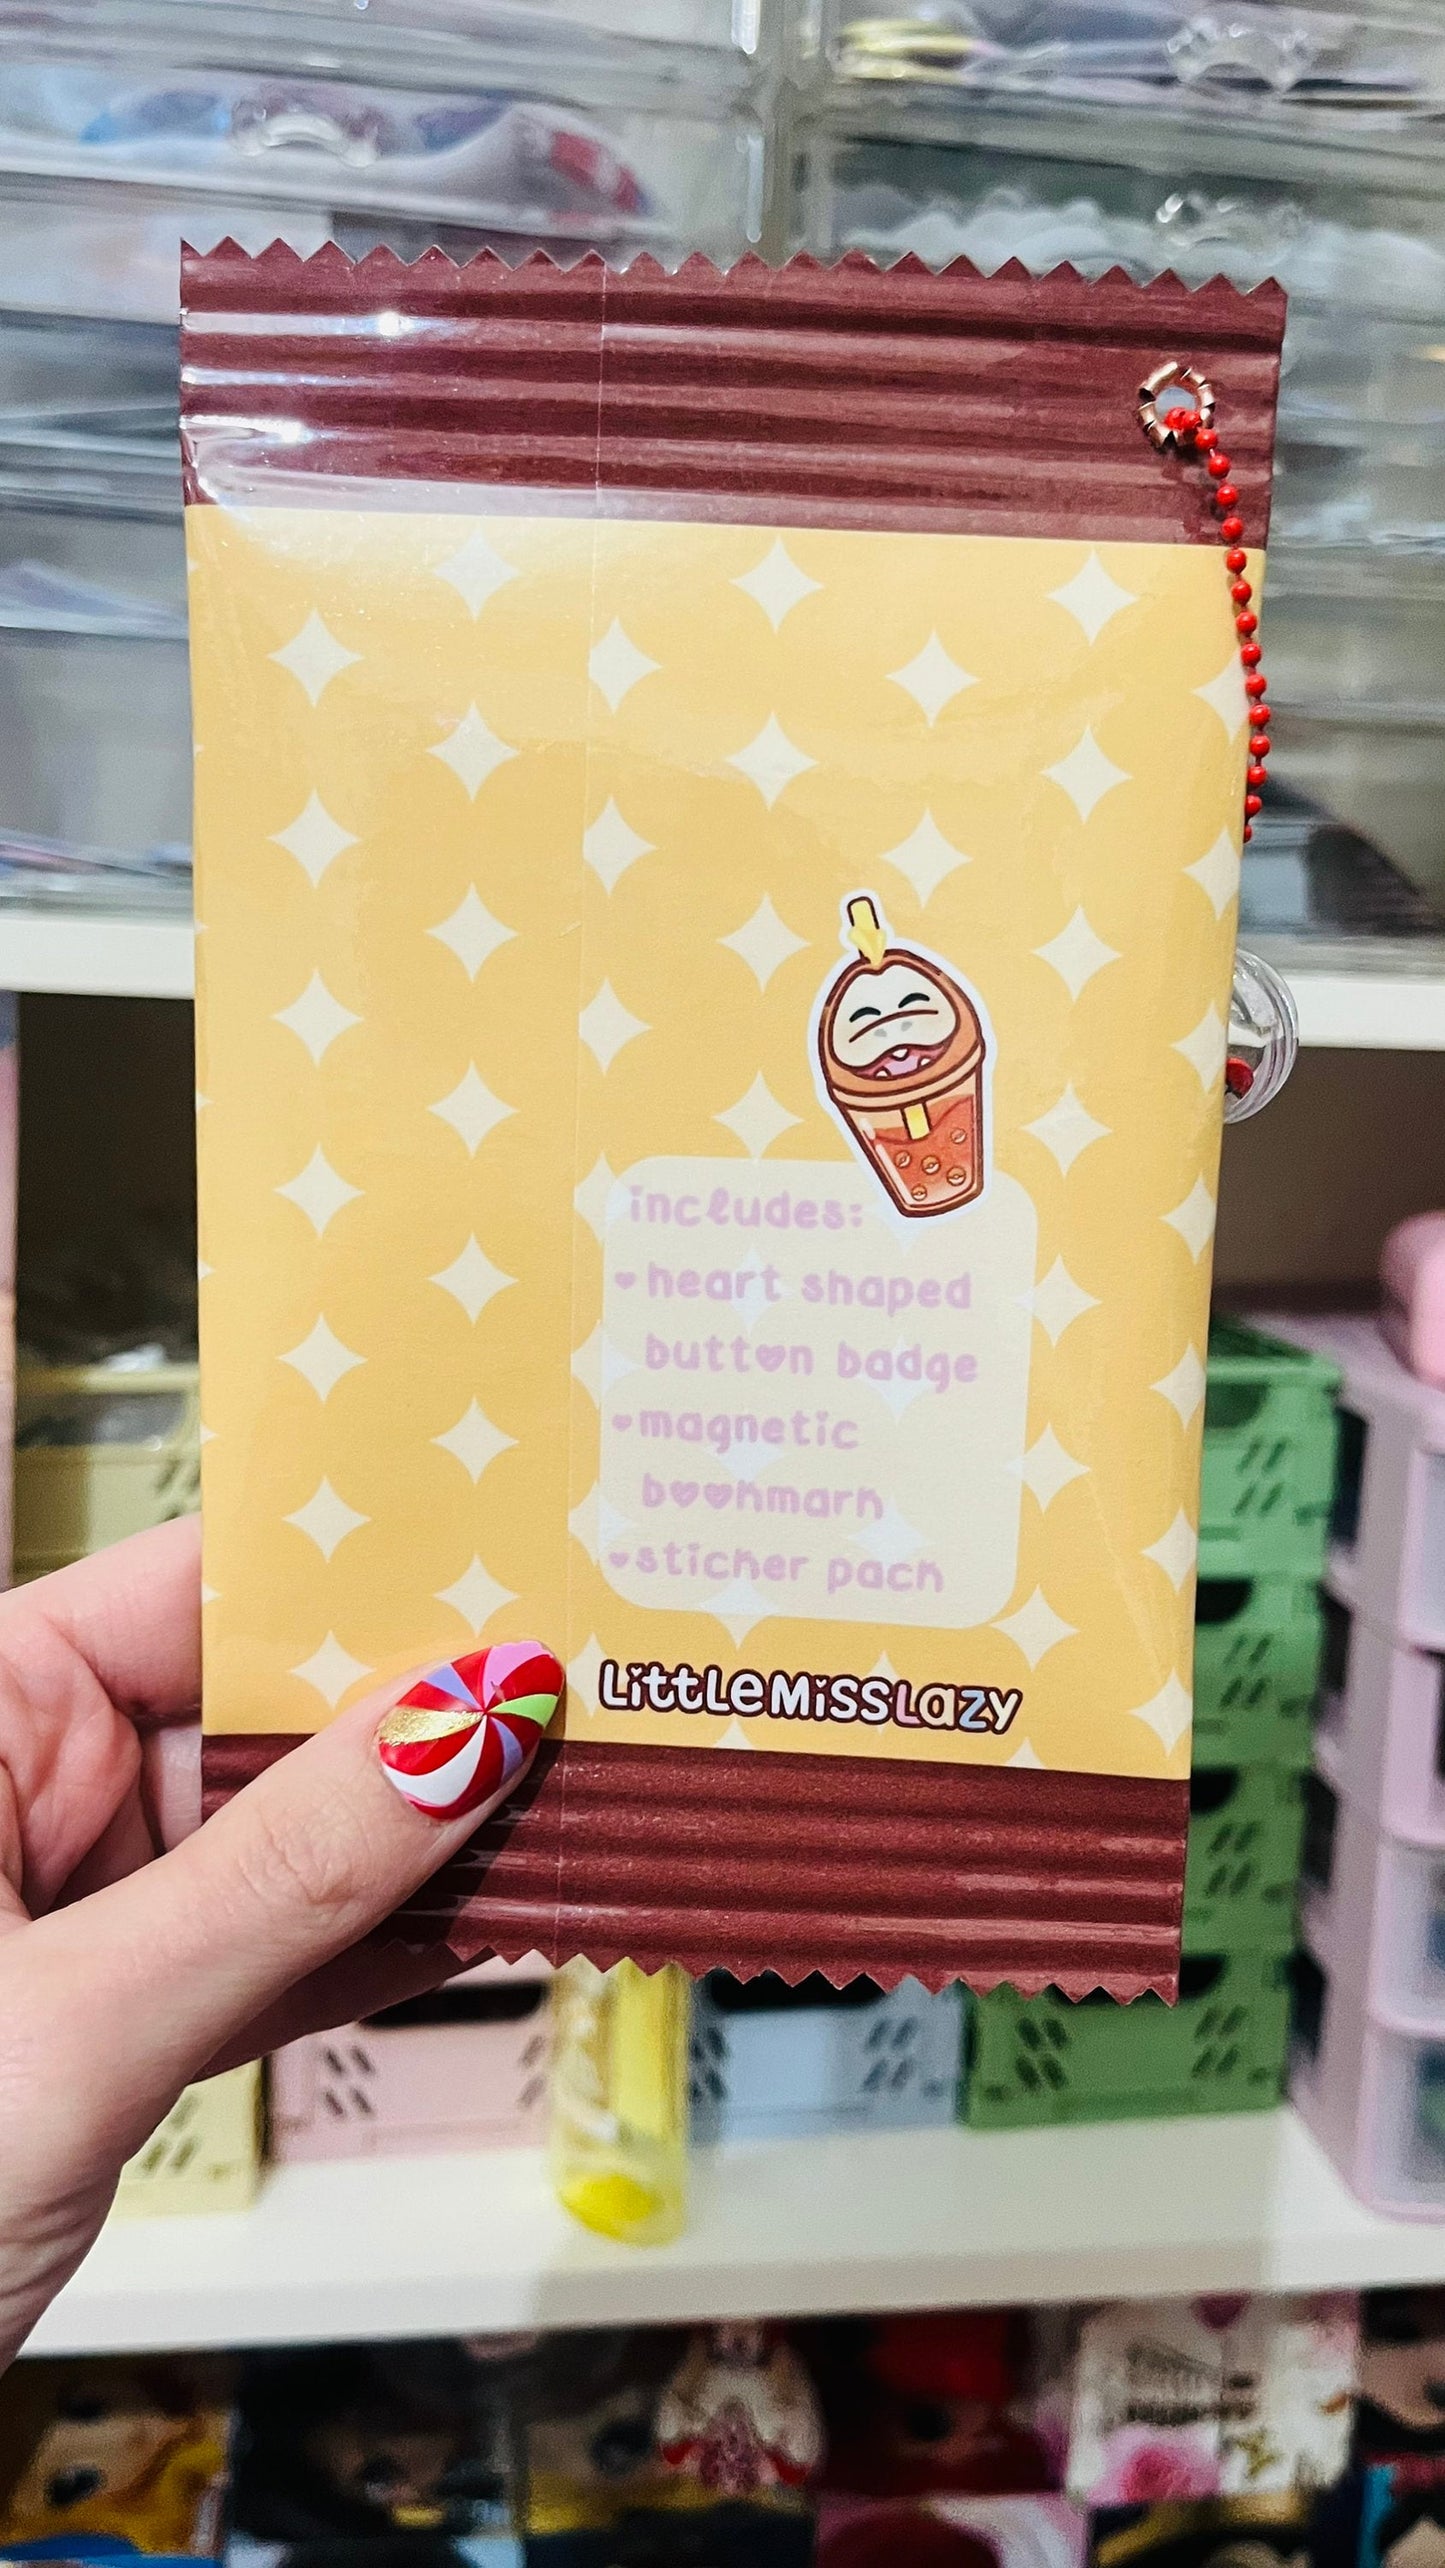 includes:
♥heart shaped
button badge
♥magnetic
bookmark
♥sticker pack
LittLeMissLazy